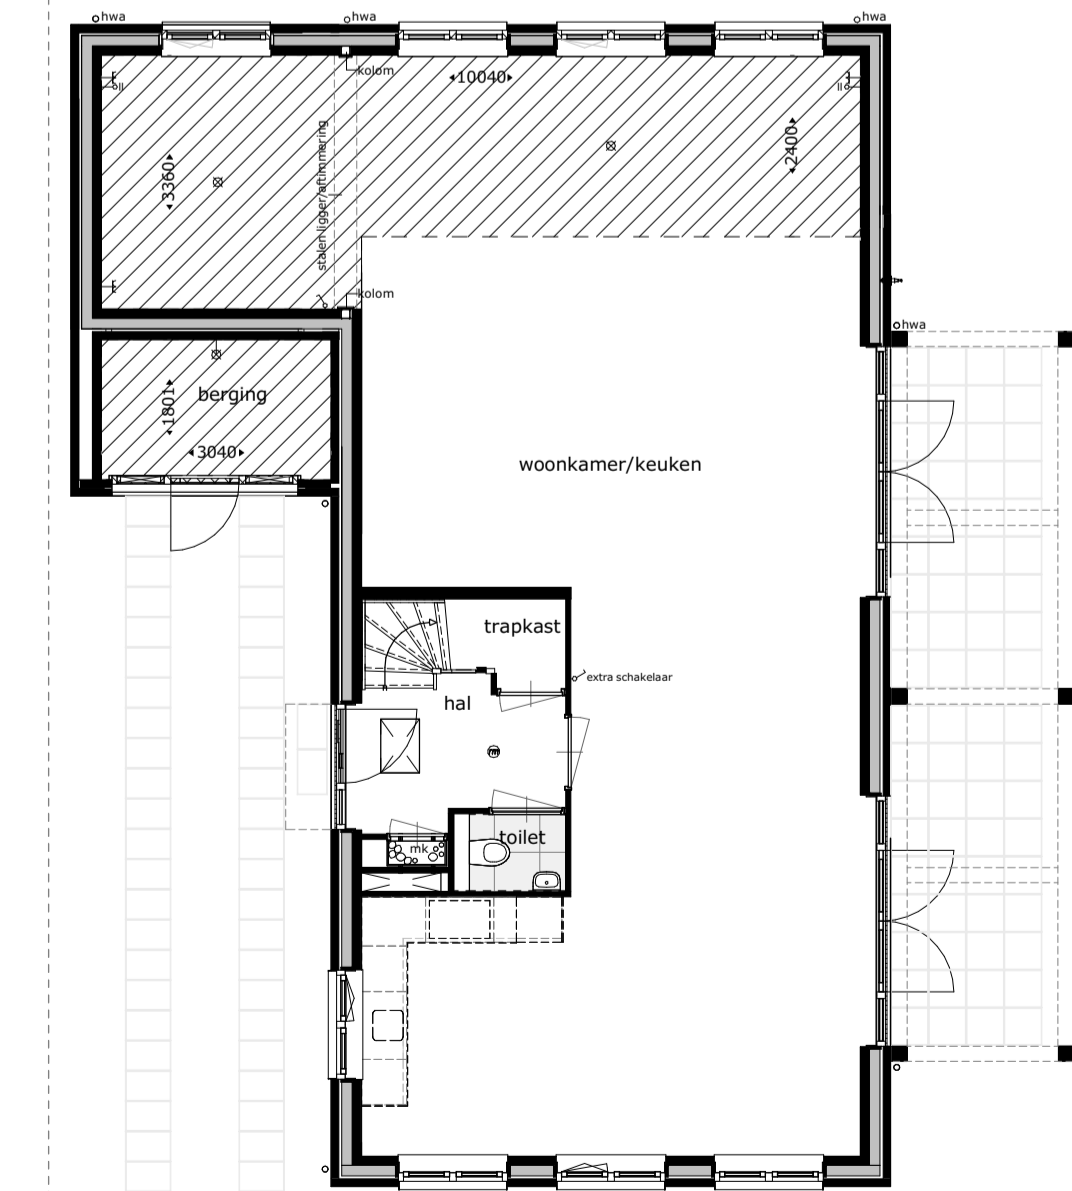 hwa
hwa
hwa
kolom
10040
2400
3360
stalen ligger/aftimmering
kolom
hwa
berging
1801
3040
woonkamer/keuken
trapkast
extra schakelaar
hal
toilet
mk